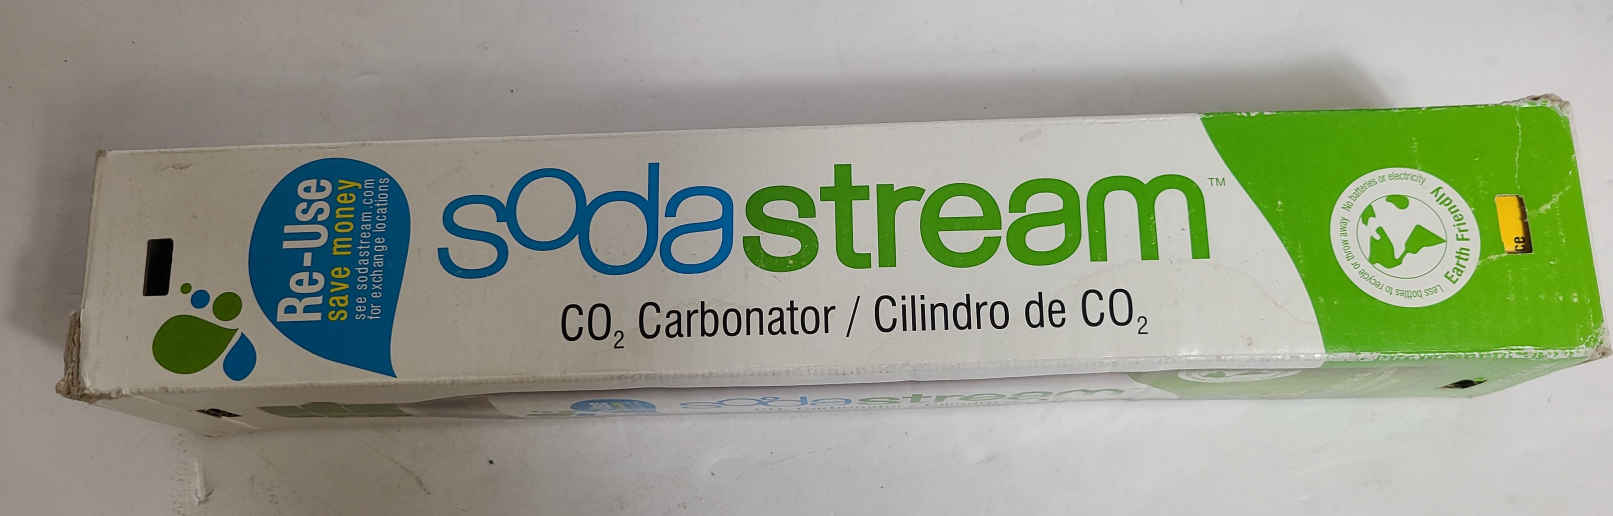 Re-Use
save money
see sodastream.com
for exchange locations
sodastream™
CO₂ Carbonator / Cilindro de CO₂
No batteries or electricity
Less bottles to recycle or throw away
Earth Friendly